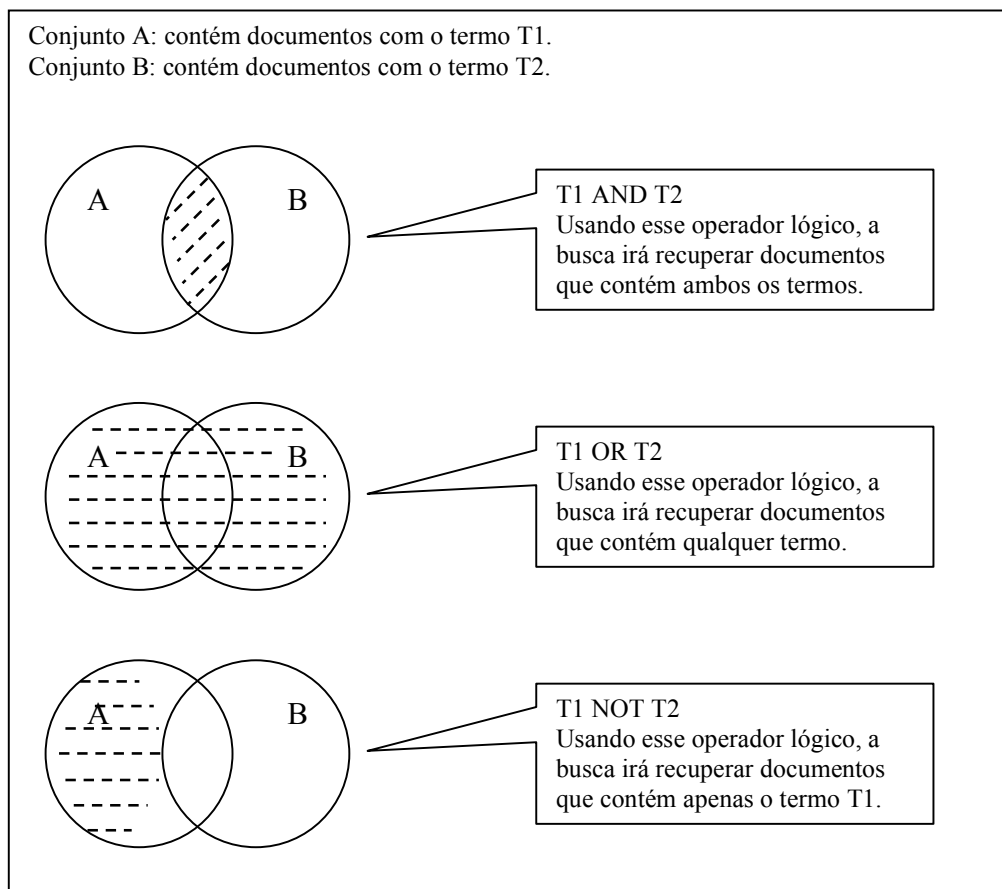 Conjunto A: contém documentos com o termo T1.
Conjunto B: contém documentos com o termo T2.
A
B
T1 AND T2
Usando esse operador lógico, a
busca irá recuperar documentos
que contém ambos os termos.
A
B
T1 OR T2
Usando esse operador lógico, a
busca irá recuperar documentos
que contém qualquer termo.
A
B
T1 NOT T2
Usando esse operador lógico, a
busca irá recuperar documentos
que contém apenas o termo T1.